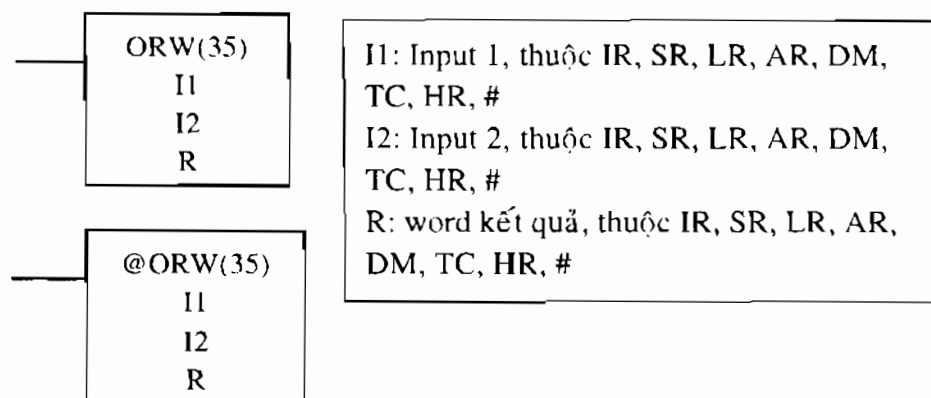 ORW(35)
I1
I2
R
I1: Input 1, thuộc IR, SR, LR, AR, DM,
TC, HR, #
I2: Input 2, thuộc IR, SR, LR, AR, DM,
TC, HR, #
R: word kết quả, thuộc IR, SR, LR, AR,
DM, TC, HR, #
@ORW(35)
I1
I2
R